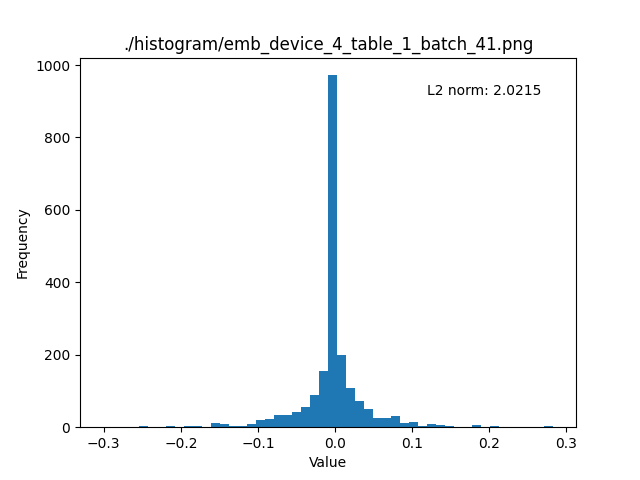 ./histogram/emb_device_4_table_1_batch_41.png
L2 norm: 2.0215
1000
800
600
400
200
0
Frequency
−0.3 −0.2 −0.1 0.0 0.1 0.2 0.3
Value